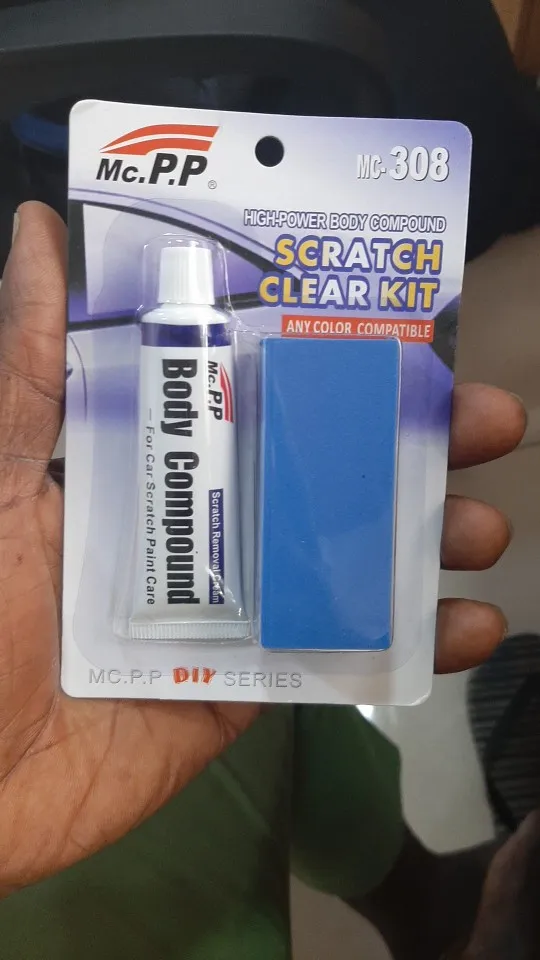 Mc.P.P®
MC-308
HIGH-POWER BODY COMPOUND
SCRATCH
CLEAR KIT
ANY COLOR COMPATIBLE
Mc.P.P
Body Compound
Scratch Removal Cream
— For Car Scratch Paint Care
MC.P.P DIY SERIES